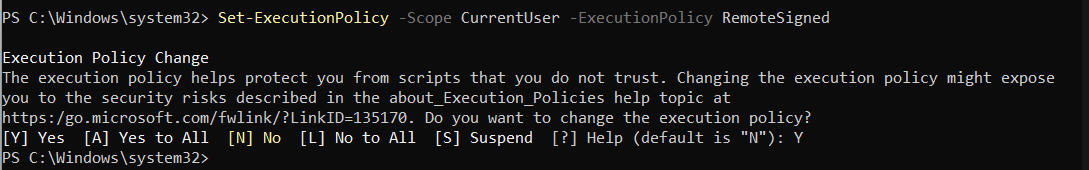 PS C:\Windows\system32> Set-ExecutionPolicy -Scope CurrentUser -ExecutionPolicy RemoteSigned
Execution Policy Change
The execution policy helps protect you from scripts that you do not trust. Changing the execution policy might expose
you to the security risks described in the about_Execution_Policies help topic at
https:/go.microsoft.com/fwlink/?LinkID=135170. Do you want to change the execution policy?
[Y] Yes  [A] Yes to All  [N] No  [L] No to All  [S] Suspend  [?] Help (default is "N"): Y
PS C:\Windows\system32>